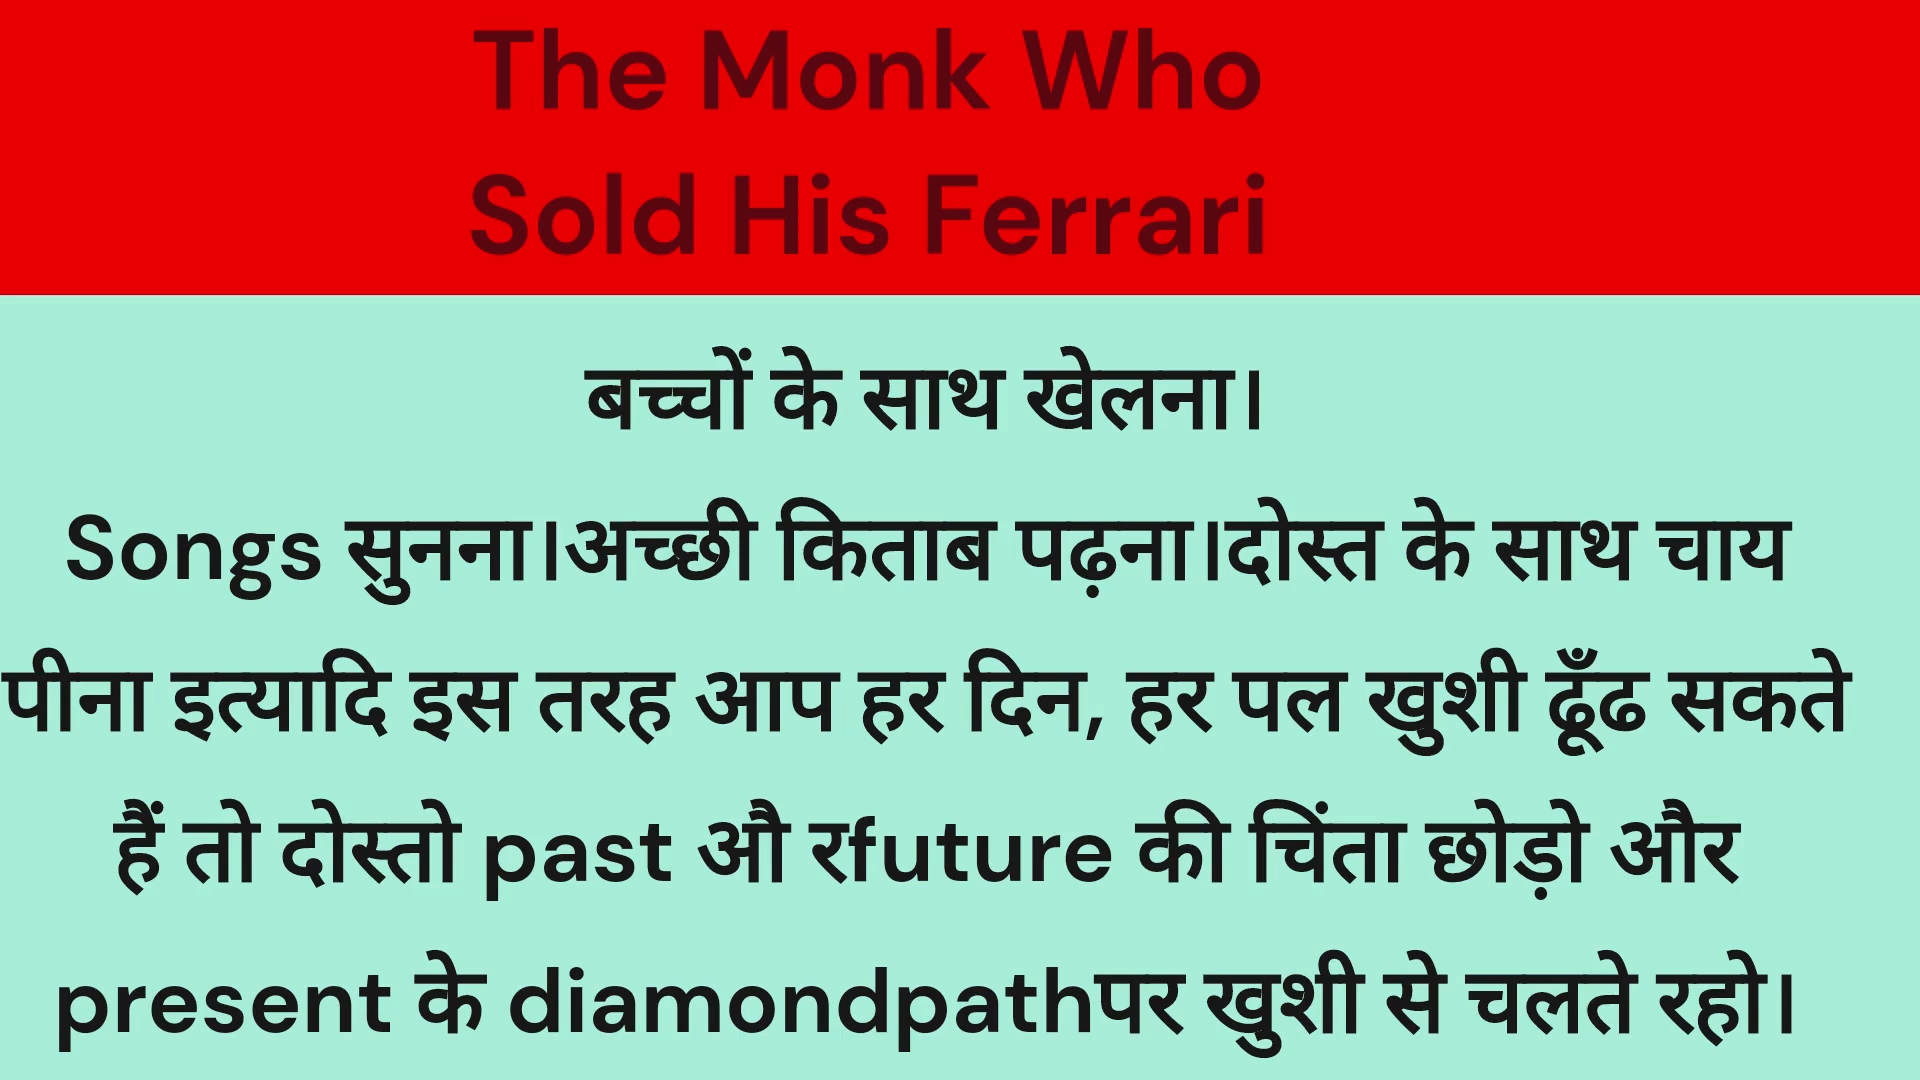 The Monk Who
Sold His Ferrari
बच्चों के साथ खेलना।
Songs सुनना।अच्छी किताब पढ़ना।दोस्त के साथ चाय
पीना इत्यादि इस तरह आप हर दिन, हर पल खुशी ढूँढ सकते
हैं तो दोस्तो past औ रfuture की चिंता छोड़ो और
present के diamondpathपर खुशी से चलते रहो।